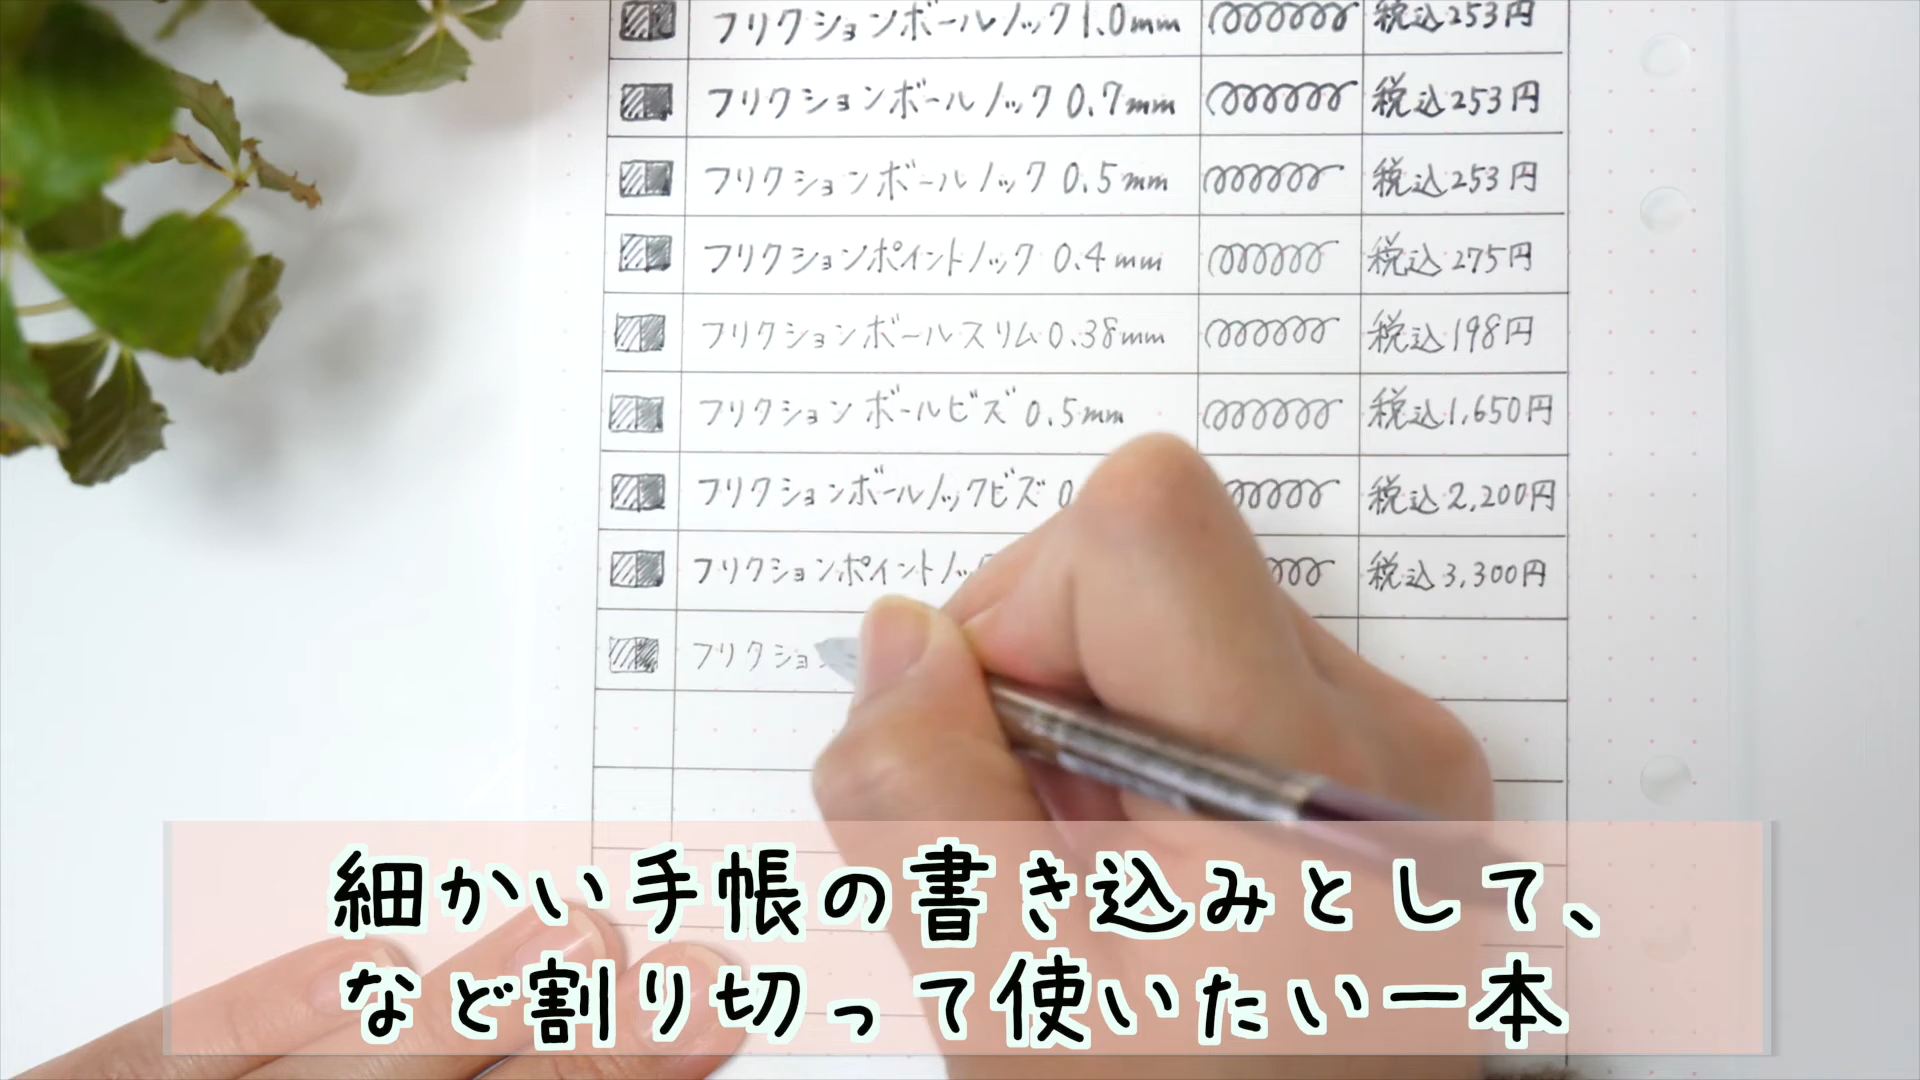 フリクションボールノック1.0mm 税込253円
フリクションボールノック 0.7mm 税込253円
フリクションボールノック 0.5mm 税込253円
フリクションポイントノック 0.4mm 税込275円
フリクションボールスリム0.38mm 税込198円
フリクションボールビズ 0.5mm 税込1,650円
フリクションボールノックビズ 0. 税込2,200円
フリクションポイントノッ 税込3,300円
フリクショ
細かい手帳の書き込みとして、
など割り切って使いたい一本